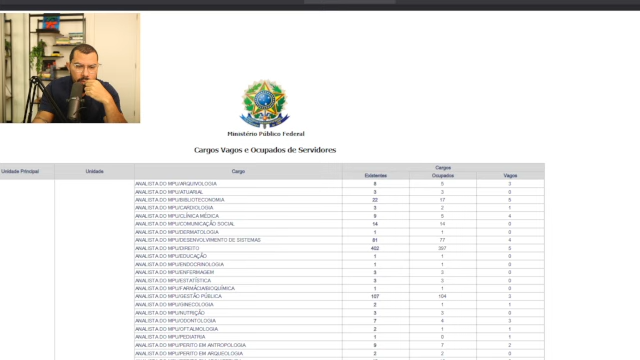 Ministério Público Federal
Cargos Vagos e Ocupados de Servidores
Unidade Principal Unidade Cargo Cargos
Existentes Ocupados Vagos
ANALISTA DO MPU/ARQUIVOLOGIA 8 5 3
ANALISTA DO MPU/ATUARIAL 3 3 0
ANALISTA DO MPU/BIBLIOTECONOMIA 22 17 5
ANALISTA DO MPU/CARDIOLOGIA 3 2 1
ANALISTA DO MPU/CLÍNICA MÉDICA 9 5 4
ANALISTA DO MPU/COMUNICAÇÃO SOCIAL 14 14 0
ANALISTA DO MPU/DERMATOLOGIA 1 1 0
ANALISTA DO MPU/DESENVOLVIMENTO DE SISTEMAS 81 77 4
ANALISTA DO MPU/DIREITO 402 397 5
ANALISTA DO MPU/EDUCAÇÃO 1 1 0
ANALISTA DO MPU/ENDOCRINOLOGIA 1 1 0
ANALISTA DO MPU/ENFERMAGEM 3 3 0
ANALISTA DO MPU/ESTATÍSTICA 3 3 0
ANALISTA DO MPU/FARMÁCIA/BIOQUÍMICA 1 1 0
ANALISTA DO MPU/GESTÃO PÚBLICA 107 104 3
ANALISTA DO MPU/GINECOLOGIA 2 1 1
ANALISTA DO MPU/NUTRIÇÃO 3 3 0
ANALISTA DO MPU/ODONTOLOGIA 7 4 3
ANALISTA DO MPU/OFTALMOLOGIA 2 1 1
ANALISTA DO MPU/PEDIATRIA 1 0 1
ANALISTA DO MPU/PERITO EM ANTROPOLOGIA 9 7 2
ANALISTA DO MPU/PERITO EM ARQUEOLOGIA 2 2 0